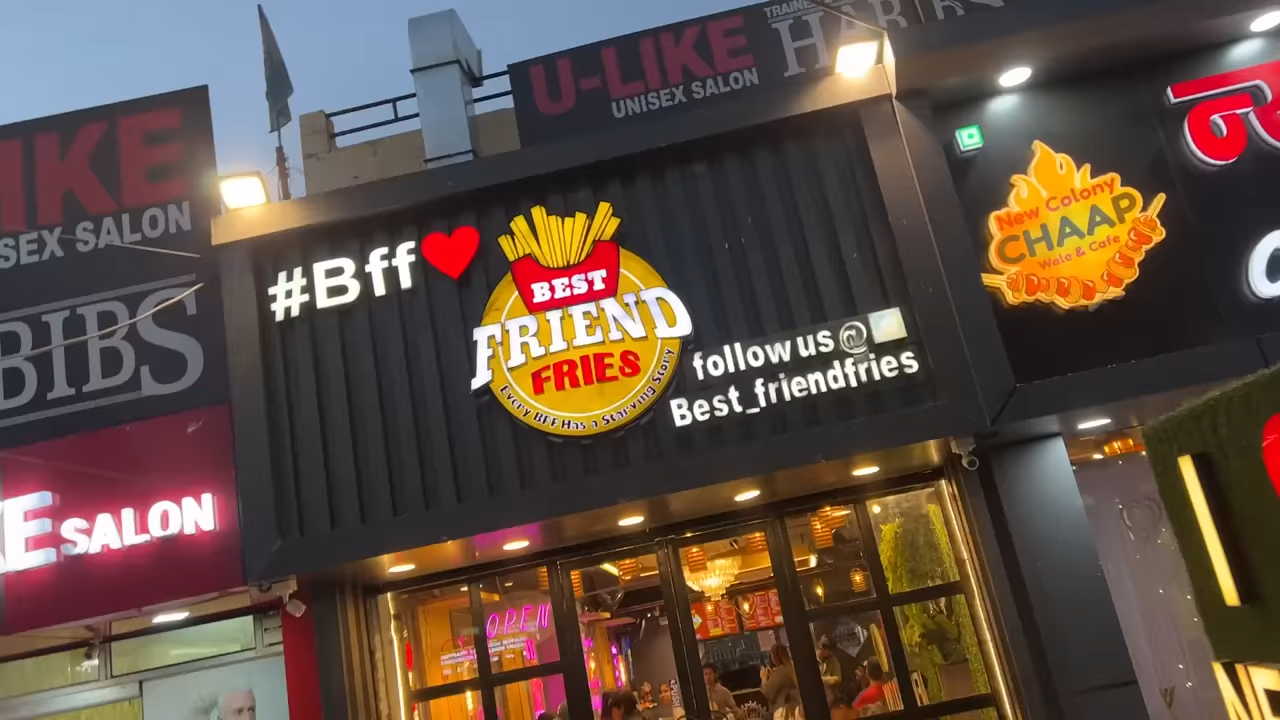 U-LIKE
UNISEX SALON
IKE
SEX SALON
BIBS
E SALON
#Bff
BEST
FRIEND
FRIES
Every BFF Has a Starving Story
follow us @
Best_friendfries
New Colony
CHAAP
Wale & Cafe
OPEN